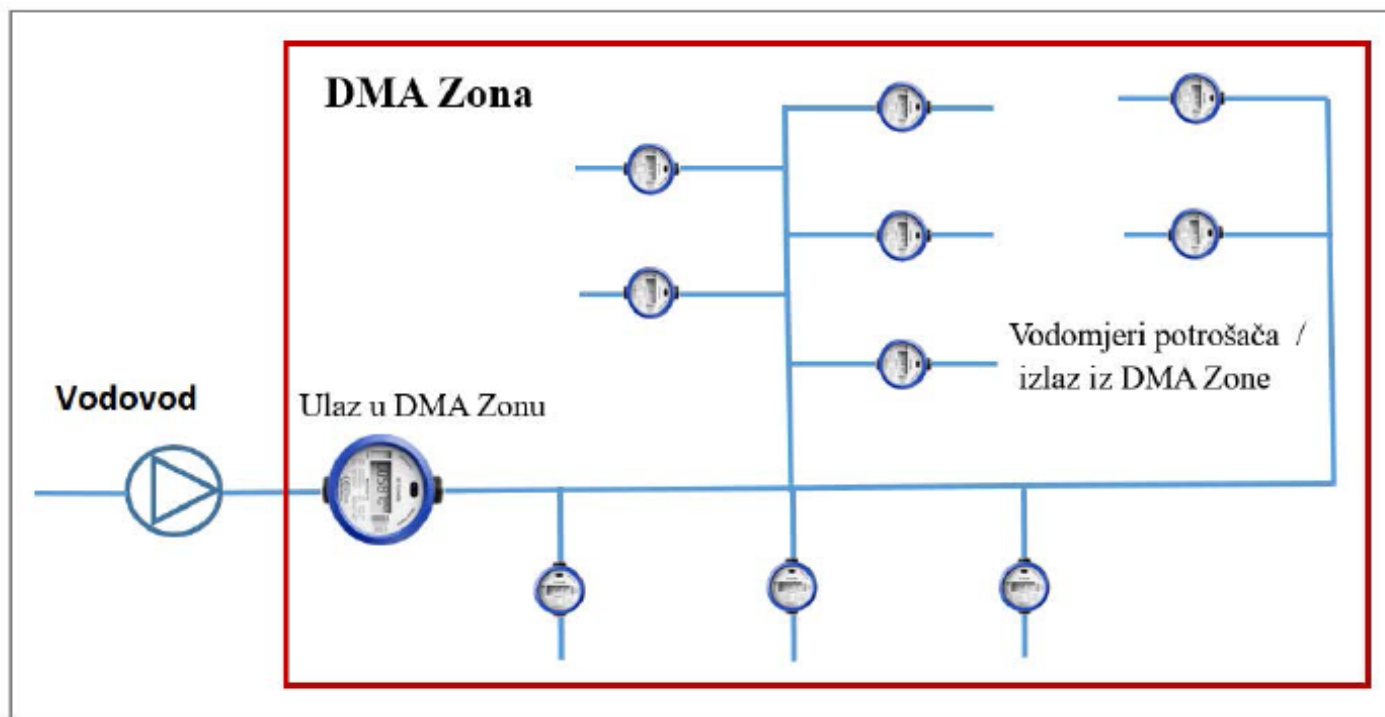 DMA Zona
Vodomjeri potrošača /
izlaz iz DMA Zone
Vodovod
Ulaz u DMA Zonu